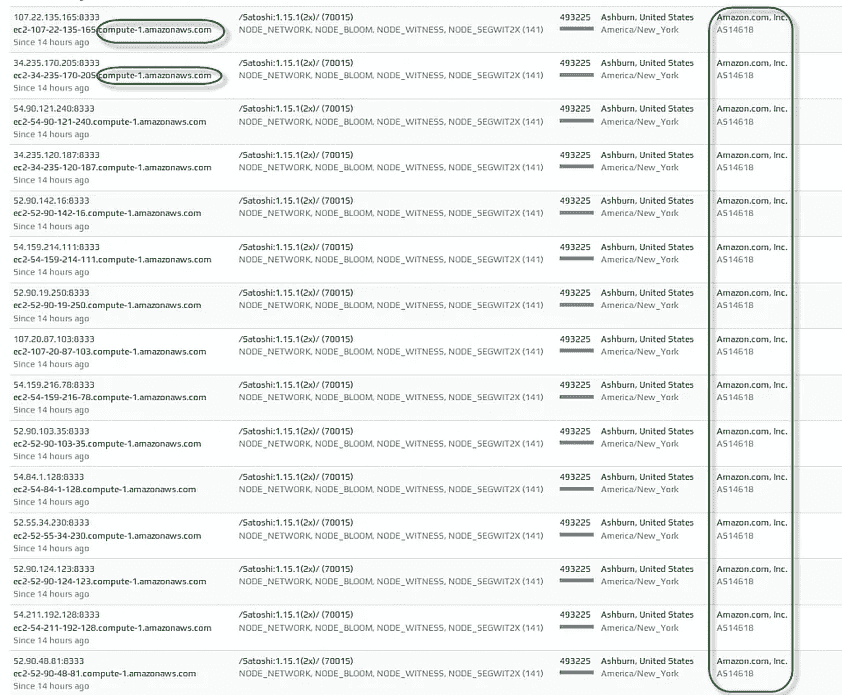 107.22.135.165:8333 /Satoshi:1.15.1(2x)/ (70015) 493225 Ashburn, United States Amazon.com, Inc.
ec2-107-22-135-165.compute-1.amazonaws.com NODE_NETWORK, NODE_BLOOM, NODE_WITNESS, NODE_SEGWIT2X (141) America/New_York AS14618
Since 14 hours ago
34.235.170.205:8333 /Satoshi:1.15.1(2x)/ (70015) 493225 Ashburn, United States Amazon.com, Inc.
ec2-34-235-170-205.compute-1.amazonaws.com NODE_NETWORK, NODE_BLOOM, NODE_WITNESS, NODE_SEGWIT2X (141) America/New_York AS14618
Since 14 hours ago
54.90.121.240:8333 /Satoshi:1.15.1(2x)/ (70015) 493225 Ashburn, United States Amazon.com, Inc.
ec2-54-90-121-240.compute-1.amazonaws.com NODE_NETWORK, NODE_BLOOM, NODE_WITNESS, NODE_SEGWIT2X (141) America/New_York AS14618
Since 14 hours ago
34.235.120.187:8333 /Satoshi:1.15.1(2x)/ (70015) 493225 Ashburn, United States Amazon.com, Inc.
ec2-34-235-120-187.compute-1.amazonaws.com NODE_NETWORK, NODE_BLOOM, NODE_WITNESS, NODE_SEGWIT2X (141) America/New_York AS14618
Since 14 hours ago
52.90.142.16:8333 /Satoshi:1.15.1(2x)/ (70015) 493225 Ashburn, United States Amazon.com, Inc.
ec2-52-90-142-16.compute-1.amazonaws.com NODE_NETWORK, NODE_BLOOM, NODE_WITNESS, NODE_SEGWIT2X (141) America/New_York AS14618
Since 14 hours ago
54.159.214.111:8333 /Satoshi:1.15.1(2x)/ (70015) 493225 Ashburn, United States Amazon.com, Inc.
ec2-54-159-214-111.compute-1.amazonaws.com NODE_NETWORK, NODE_BLOOM, NODE_WITNESS, NODE_SEGWIT2X (141) America/New_York AS14618
Since 14 hours ago
52.90.19.250:8333 /Satoshi:1.15.1(2x)/ (70015) 493225 Ashburn, United States Amazon.com, Inc.
ec2-52-90-19-250.compute-1.amazonaws.com NODE_NETWORK, NODE_BLOOM, NODE_WITNESS, NODE_SEGWIT2X (141) America/New_York AS14618
Since 14 hours ago
107.20.87.103:8333 /Satoshi:1.15.1(2x)/ (70015) 493225 Ashburn, United States Amazon.com, Inc.
ec2-107-20-87-103.compute-1.amazonaws.com NODE_NETWORK, NODE_BLOOM, NODE_WITNESS, NODE_SEGWIT2X (141) America/New_York AS14618
Since 14 hours ago
54.159.216.78:8333 /Satoshi:1.15.1(2x)/ (70015) 493225 Ashburn, United States Amazon.com, Inc.
ec2-54-159-216-78.compute-1.amazonaws.com NODE_NETWORK, NODE_BLOOM, NODE_WITNESS, NODE_SEGWIT2X (141) America/New_York AS14618
Since 14 hours ago
52.90.103.35:8333 /Satoshi:1.15.1(2x)/ (70015) 493225 Ashburn, United States Amazon.com, Inc.
ec2-52-90-103-35.compute-1.amazonaws.com NODE_NETWORK, NODE_BLOOM, NODE_WITNESS, NODE_SEGWIT2X (141) America/New_York AS14618
Since 14 hours ago
54.84.1.128:8333 /Satoshi:1.15.1(2x)/ (70015) 493225 Ashburn, United States Amazon.com, Inc.
ec2-54-84-1-128.compute-1.amazonaws.com NODE_NETWORK, NODE_BLOOM, NODE_WITNESS, NODE_SEGWIT2X (141) America/New_York AS14618
Since 14 hours ago
52.55.34.230:8333 /Satoshi:1.15.1(2x)/ (70015) 493225 Ashburn, United States Amazon.com, Inc.
ec2-52-55-34-230.compute-1.amazonaws.com NODE_NETWORK, NODE_BLOOM, NODE_WITNESS, NODE_SEGWIT2X (141) America/New_York AS14618
Since 14 hours ago
52.90.124.123:8333 /Satoshi:1.15.1(2x)/ (70015) 493225 Ashburn, United States Amazon.com, Inc.
ec2-52-90-124-123.compute-1.amazonaws.com NODE_NETWORK, NODE_BLOOM, NODE_WITNESS, NODE_SEGWIT2X (141) America/New_York AS14618
Since 14 hours ago
54.211.192.128:8333 /Satoshi:1.15.1(2x)/ (70015) 493225 Ashburn, United States Amazon.com, Inc.
ec2-54-211-192-128.compute-1.amazonaws.com NODE_NETWORK, NODE_BLOOM, NODE_WITNESS, NODE_SEGWIT2X (141) America/New_York AS14618
Since 14 hours ago
52.90.48.81:8333 /Satoshi:1.15.1(2x)/ (70015) 493225 Ashburn, United States Amazon.com, Inc.
ec2-52-90-48-81.compute-1.amazonaws.com NODE_NETWORK, NODE_BLOOM, NODE_WITNESS, NODE_SEGWIT2X (141) America/New_York AS14618
Since 14 hours ago